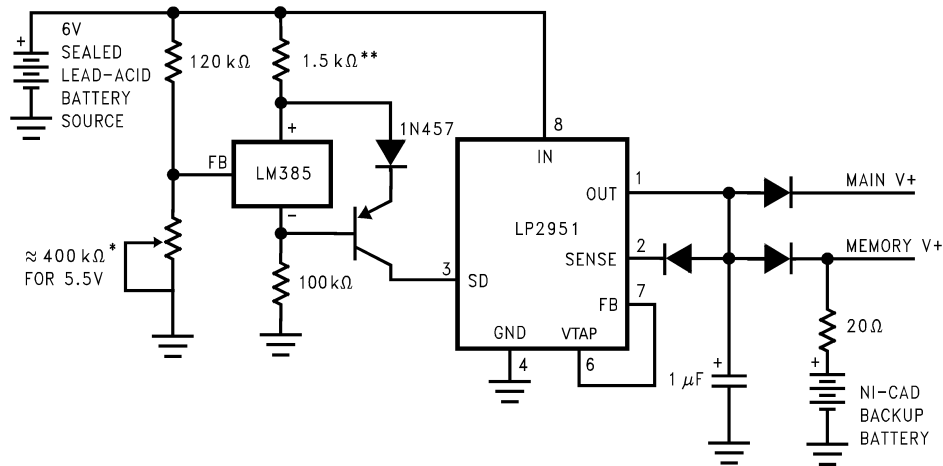 6V
SEALED
LEAD-ACID
BATTERY
SOURCE
+
120 kΩ
1.5 kΩ**
1N457
FB
+
LM385
−
≈ 400 kΩ*
FOR 5.5V
100kΩ
8
IN
OUT
1
MAIN V+
LP2951
SENSE
2
MEMORY V+
3
SD
FB
7
GND
VTAP
4
6
20Ω
+
1 μF
+
NI-CAD
BACKUP
BATTERY